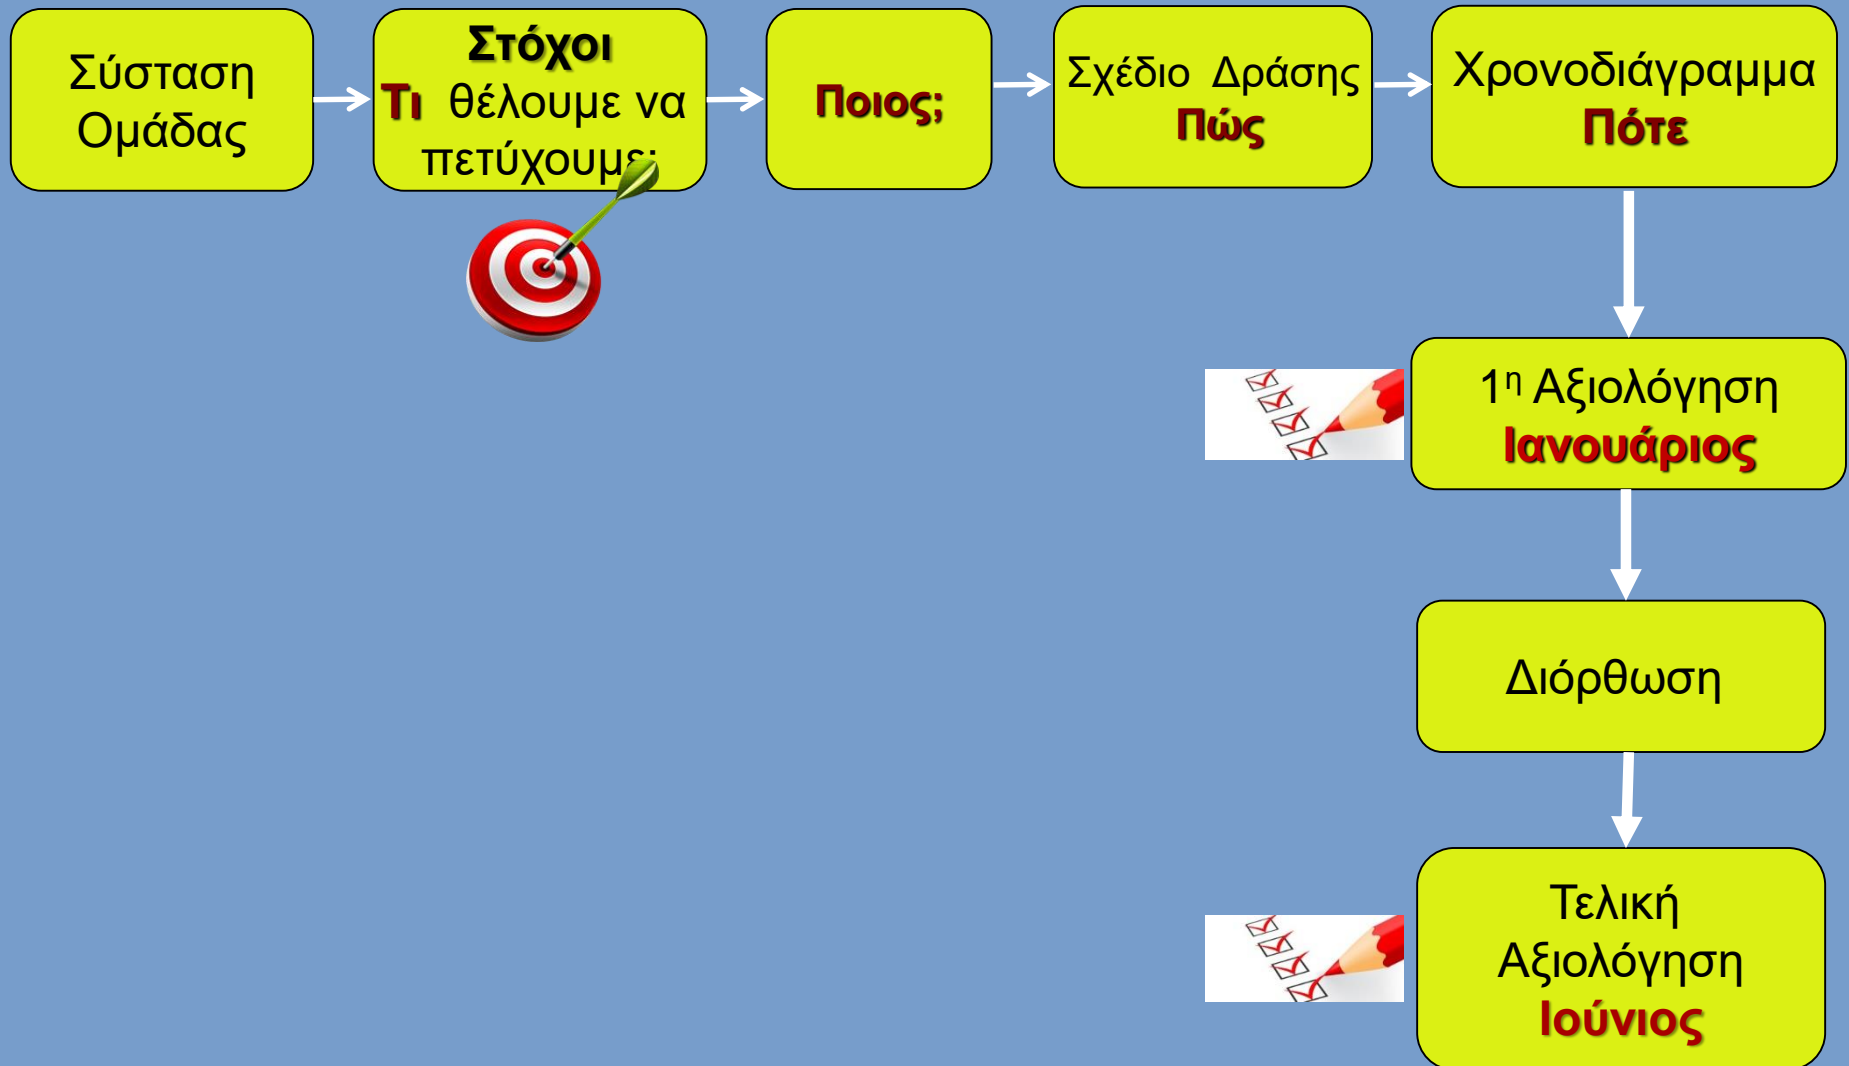 Σύσταση
Ομάδας
Στόχοι
Τι θέλουμε να
πετύχουμε;
Ποιος;
Σχέδιο Δράσης
Πώς
Χρονοδιάγραμμα
Πότε
1η Αξιολόγηση
Ιανουάριος
Διόρθωση
Τελική
Αξιολόγηση
Ιούνιος